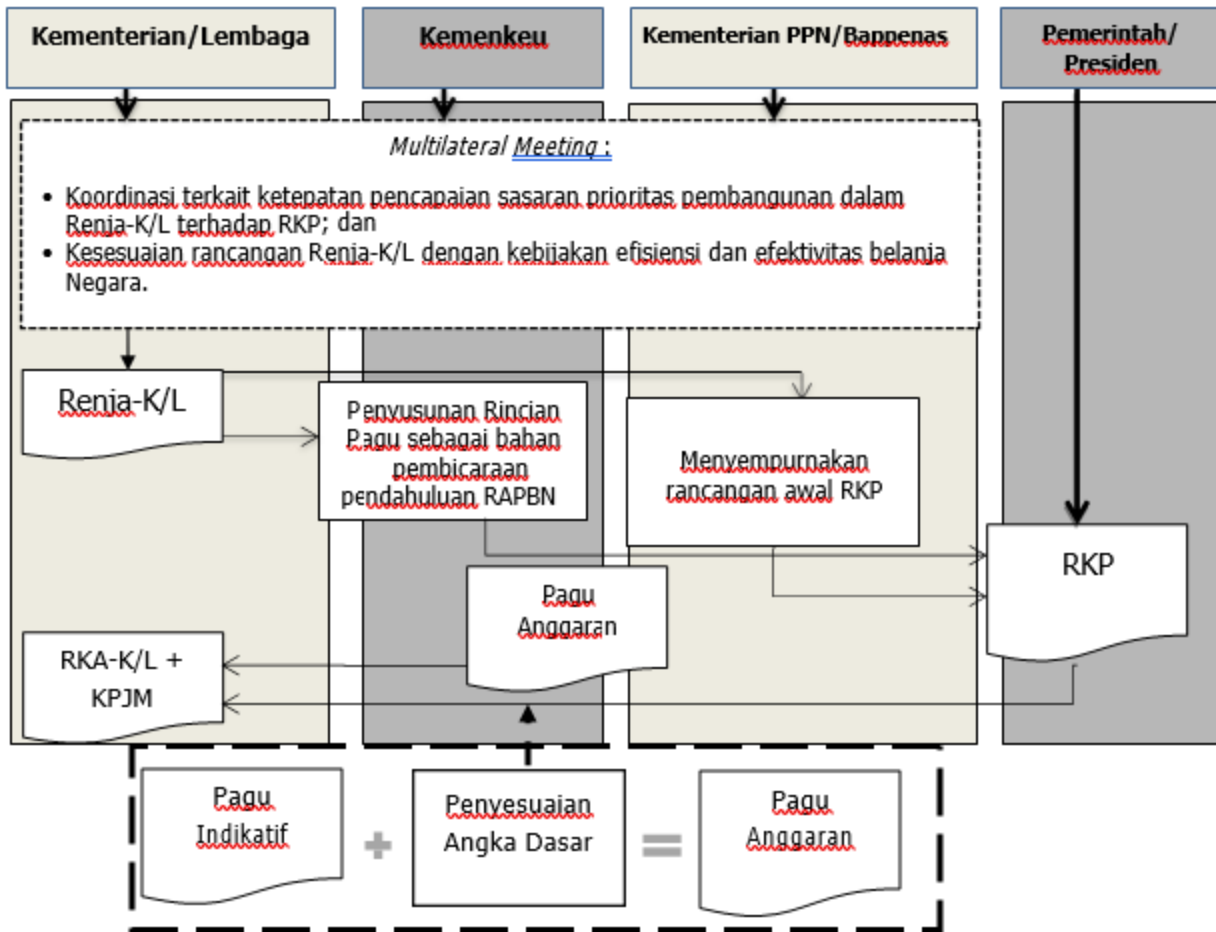 Kementerian/Lembaga
Kemenkeu
Kementerian PPN/Bappenas
Pemerintah/
Presiden
Multilateral Meeting :
• Koordinasi terkait ketepatan pencapaian sasaran prioritas pembangunan dalam
Renja-K/L terhadap RKP; dan
• Kesesuaian rancangan Renja-K/L dengan kebijakan efisiensi dan efektivitas belanja
Negara.
Renja-K/L
Penyusunan Rincian
Pagu sebagai bahan
pembicaraan
pendahuluan RAPBN
Menyempurnakan
rancangan awal RKP
RKP
Pagu
Anggaran
RKA-K/L +
KPJM
Pagu
Indikatif
+
Penyesuaian
Angka Dasar
=
Pagu
Anggaran